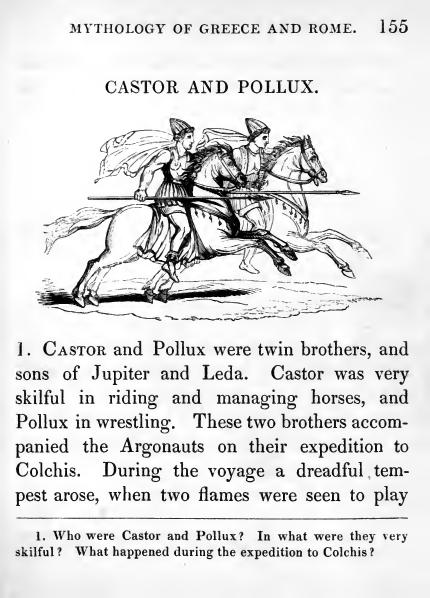 MYTHOLOGY OF GREECE AND ROME. 155
CASTOR AND POLLUX.
1. CASTOR and Pollux were twin brothers, and
sons of Jupiter and Leda. Castor was very
skilful in riding and managing horses, and
Pollux in wrestling. These two brothers accom-
panied the Argonauts on their expedition to
Colchis. During the voyage a dreadful tem-
pest arose, when two flames were seen to play
1. Who were Castor and Pollux? In what were they very
skilful? What happened during the expedition to Colchis?